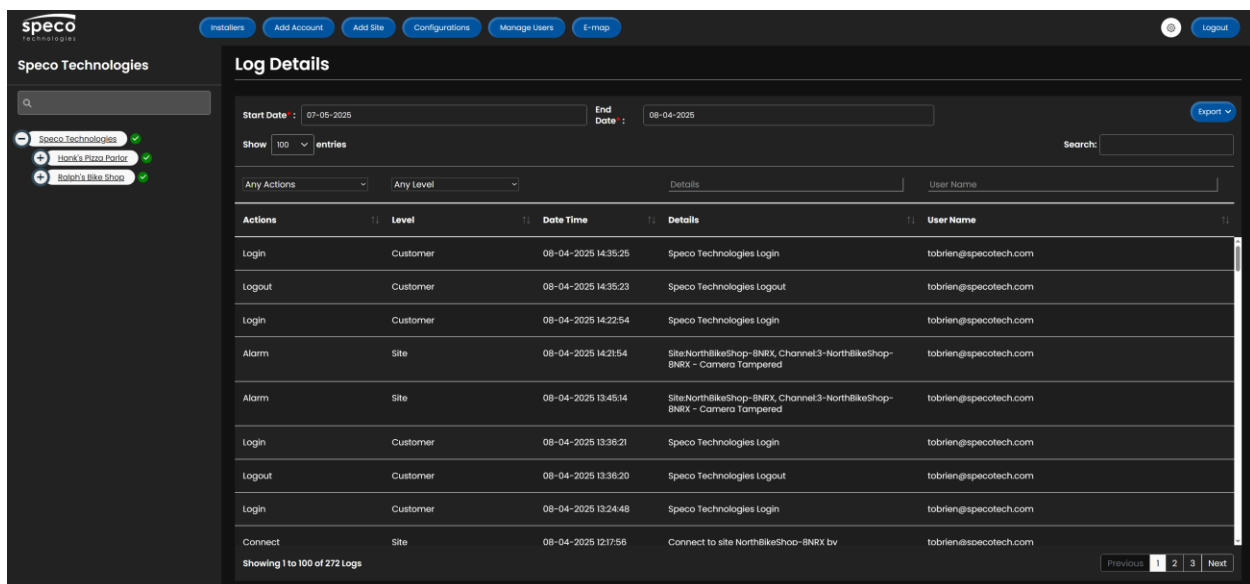 speco
technologies
Installers
Add Account
Add Site
Configurations
Manage Users
E-map
Logout
Speco Technologies
Log Details
Start Date*:
07-05-2025
End
Date*:
08-04-2025
Export
Show 100 entries
Search:
Speco Technologies
Hank's Pizza Parlor
Ralph's Bike Shop
Any Actions
Any Level
Details
User Name
Actions Level Date Time Details User Name
Login Customer 08-04-2025 14:35:25 Speco Technologies Login tobrien@specotech.com
Logout Customer 08-04-2025 14:35:23 Speco Technologies Logout tobrien@specotech.com
Login Customer 08-04-2025 14:22:54 Speco Technologies Login tobrien@specotech.com
Alarm Site 08-04-2025 14:21:54 Site:NorthBikeShop-8NRX, Channel:3-NorthBikeShop- tobrien@specotech.com
8NRX - Camera Tampered
Alarm Site 08-04-2025 13:45:14 Site:NorthBikeShop-8NRX, Channel:3-NorthBikeShop- tobrien@specotech.com
8NRX - Camera Tampered
Login Customer 08-04-2025 13:36:21 Speco Technologies Login tobrien@specotech.com
Logout Customer 08-04-2025 13:36:20 Speco Technologies Logout tobrien@specotech.com
Login Customer 08-04-2025 13:24:48 Speco Technologies Login tobrien@specotech.com
Connect Site 08-04-2025 12:17:56 Connect to site NorthBikeShop-8NRX by tobrien@specotech.com
Showing 1 to 100 of 272 Logs
Previous 1 2 3 Next